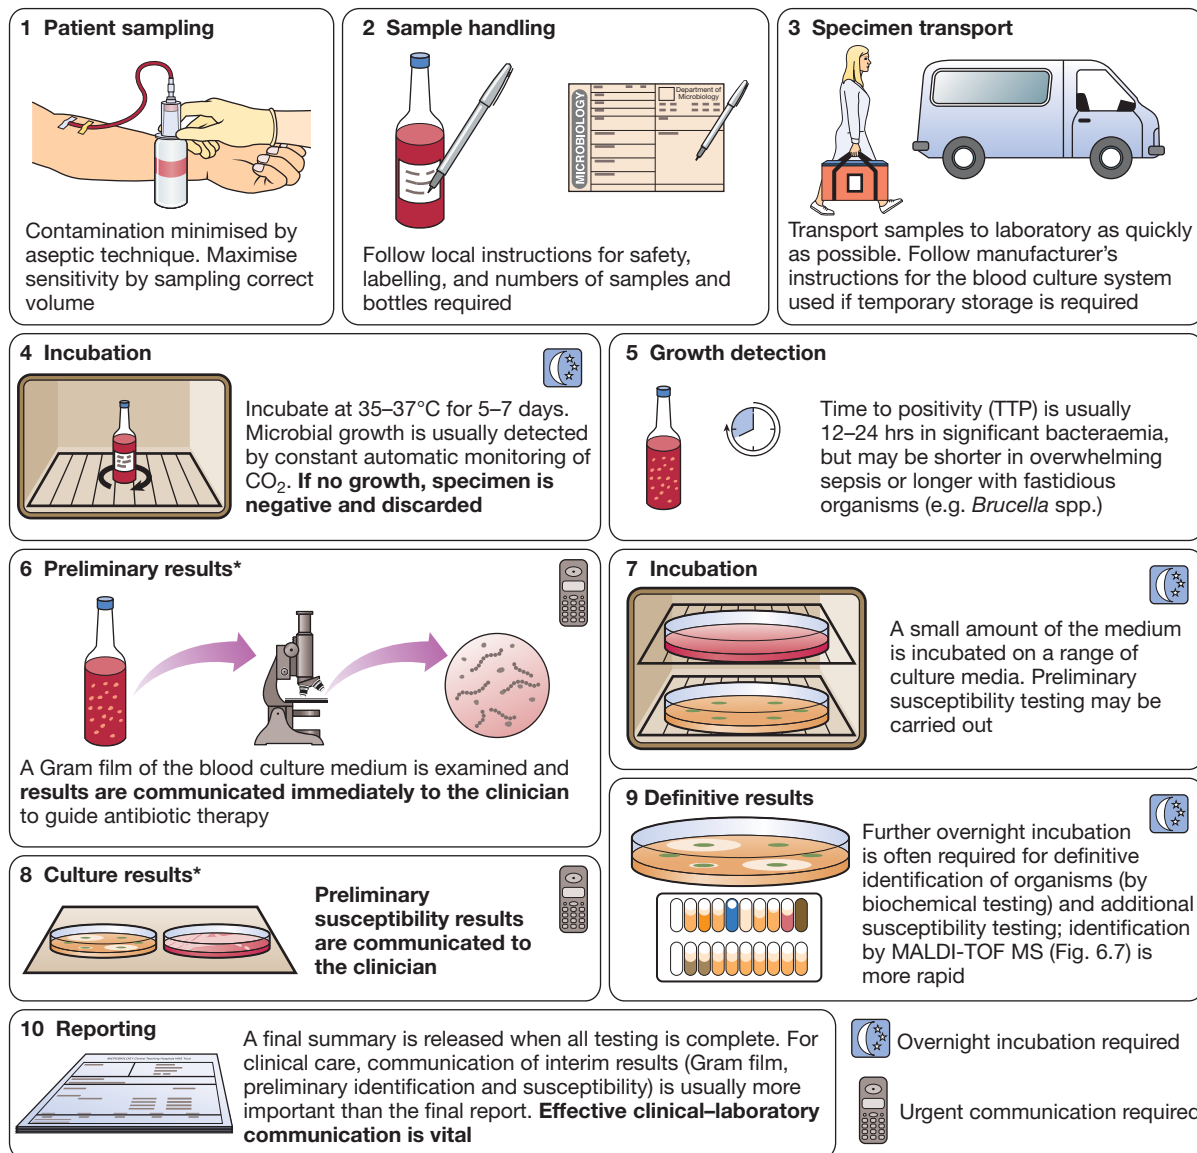 1 Patient sampling
Contamination minimised by
aseptic technique. Maximise
sensitivity by sampling correct
volume
2 Sample handling
MICROBIOLOGY
Department of
Microbiology
Follow local instructions for safety,
labelling, and numbers of samples and
bottles required
3 Specimen transport
Transport samples to laboratory as quickly
as possible. Follow manufacturer's
instructions for the blood culture system
used if temporary storage is required
4 Incubation
Incubate at 35–37°C for 5–7 days.
Microbial growth is usually detected
by constant automatic monitoring of
CO₂. If no growth, specimen is
negative and discarded
5 Growth detection
Time to positivity (TTP) is usually
12–24 hrs in significant bacteraemia,
but may be shorter in overwhelming
sepsis or longer with fastidious
organisms (e.g. Brucella spp.)
6 Preliminary results*
A Gram film of the blood culture medium is examined and
results are communicated immediately to the clinician
to guide antibiotic therapy
7 Incubation
A small amount of the medium
is incubated on a range of
culture media. Preliminary
susceptibility testing may be
carried out
8 Culture results*
Preliminary
susceptibility results
are communicated to
the clinician
9 Definitive results
Further overnight incubation
is often required for definitive
identification of organisms (by
biochemical testing) and additional
susceptibility testing; identification
by MALDI-TOF MS (Fig. 6.7) is
more rapid
10 Reporting
A final summary is released when all testing is complete. For
clinical care, communication of interim results (Gram film,
preliminary identification and susceptibility) is usually more
important than the final report. Effective clinical–laboratory
communication is vital
Overnight incubation required
Urgent communication required